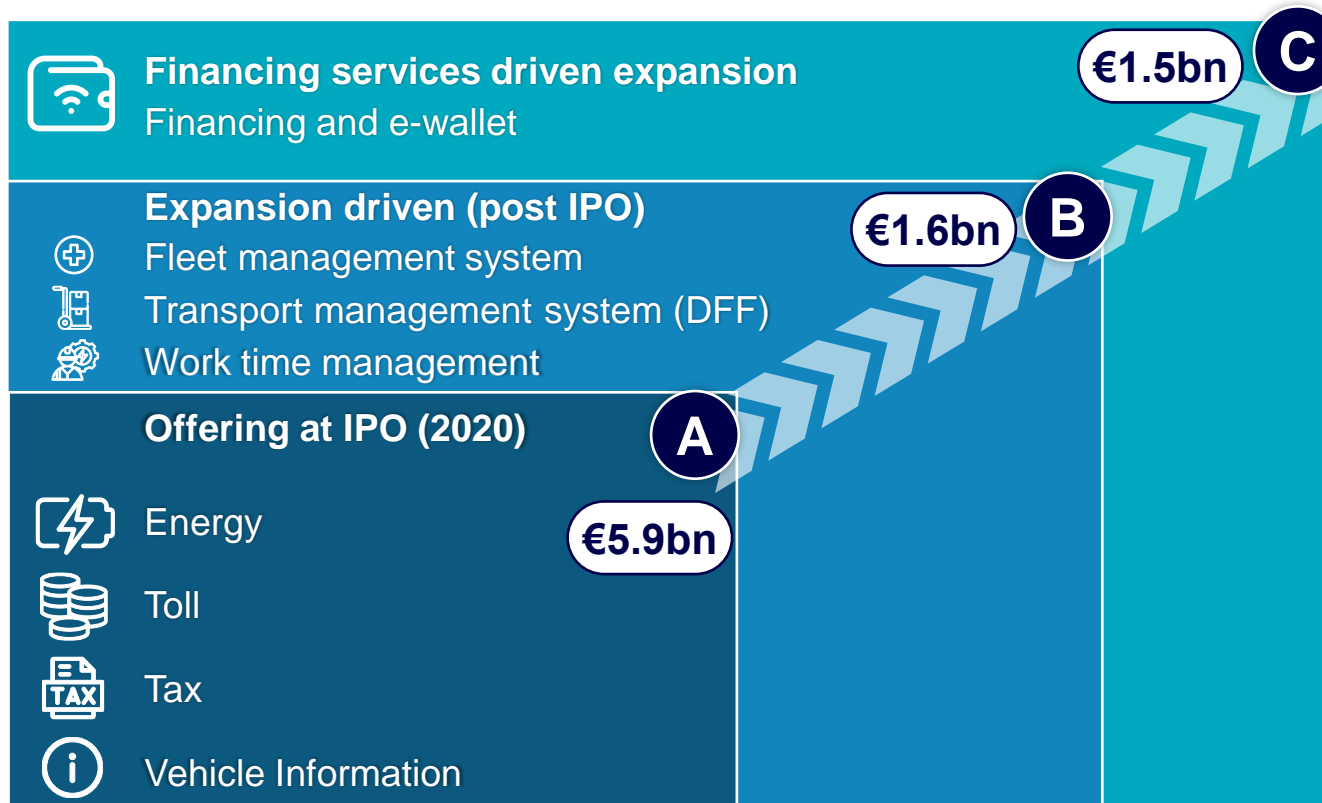 Financing services driven expansion
Financing and e-wallet
€1.5bn
C
Expansion driven (post IPO)
Fleet management system
Transport management system (DFF)
Work time management
€1.6bn
B
Offering at IPO (2020)
A
Energy
€5.9bn
Toll
TAX
Tax
Vehicle Information